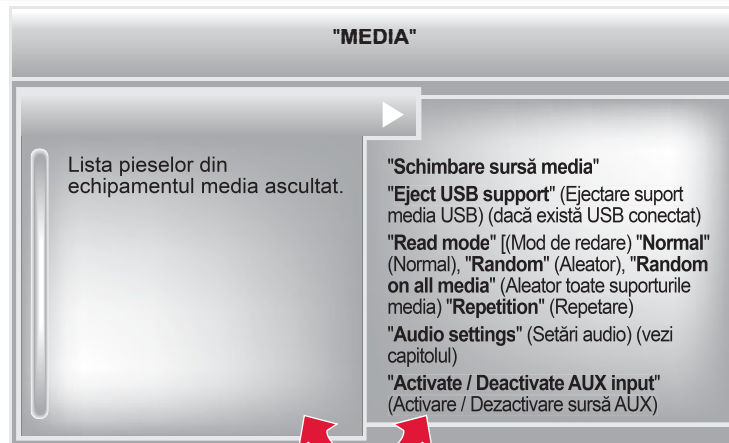 "MEDIA"
Lista pieselor din
echipamentul media ascultat.
"Schimbare sursă media"
"Eject USB support" (Ejectare suport
media USB) (dacă există USB conectat)
"Read mode" [(Mod de redare) "Normal"
(Normal), "Random" (Aleator), "Random
on all media" (Aleator toate suporturile
media) "Repetition" (Repetare)
"Audio settings" (Setări audio) (vezi
capitolul)
"Activate / Deactivate AUX input"
(Activare / Dezactivare sursă AUX)